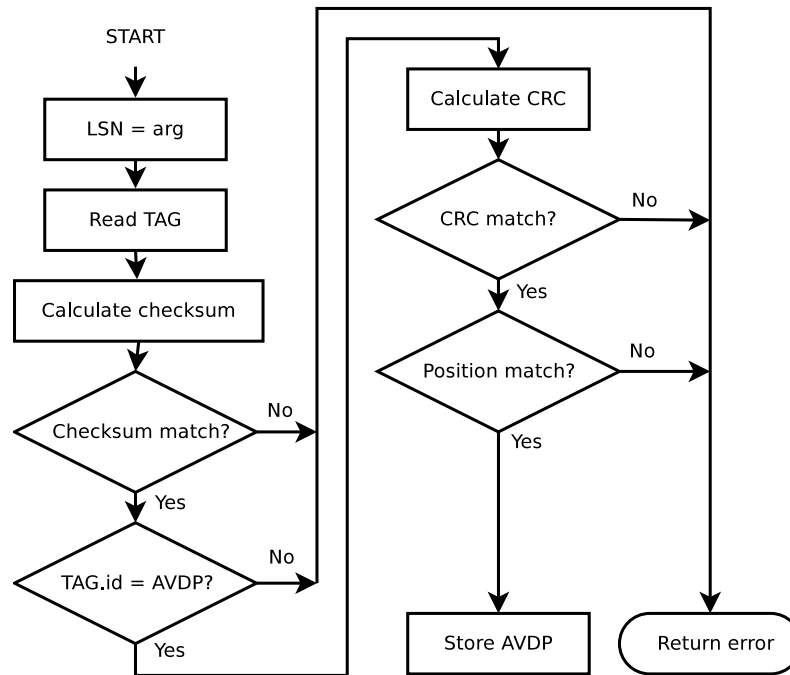 START
LSN = arg
Read TAG
Calculate checksum
Checksum match?
No
Yes
TAG.id = AVDP?
No
Yes
Calculate CRC
CRC match?
No
Yes
Position match?
No
Yes
Store AVDP
Return error